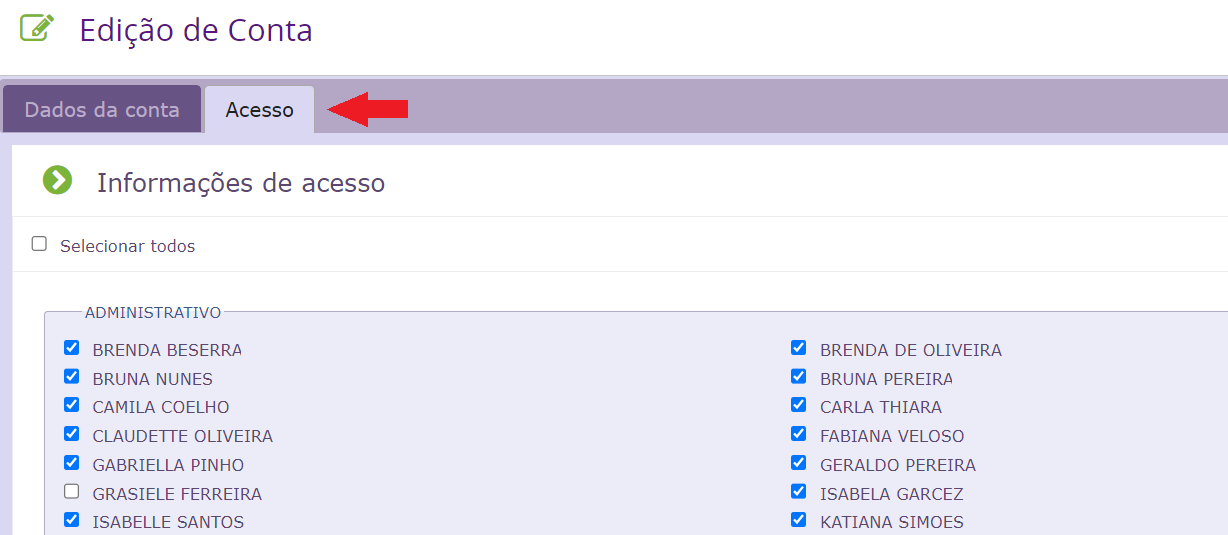 Edição de Conta
Dados da conta Acesso
Informações de acesso
Selecionar todos
ADMINISTRATIVO
BRENDA BESERRA BRENDA DE OLIVEIRA
BRUNA NUNES BRUNA PEREIRA
CAMILA COELHO CARLA THIARA
CLAUDETTE OLIVEIRA FABIANA VELOSO
GABRIELLA PINHO GERALDO PEREIRA
GRASIELE FERREIRA ISABELA GARCEZ
ISABELLE SANTOS KATIANA SIMOES